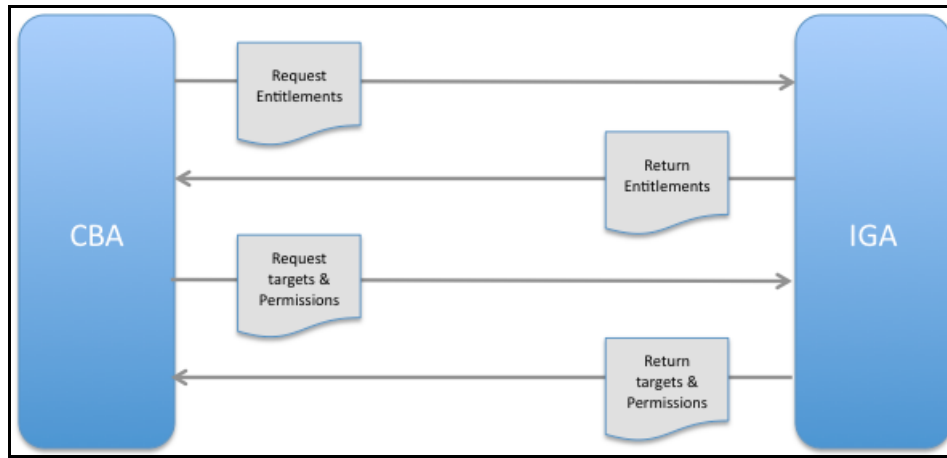 Request
Entitlements
Return
Entitlements
CBA
IGA
Request
targets &
Permissions
Return
targets &
Permissions